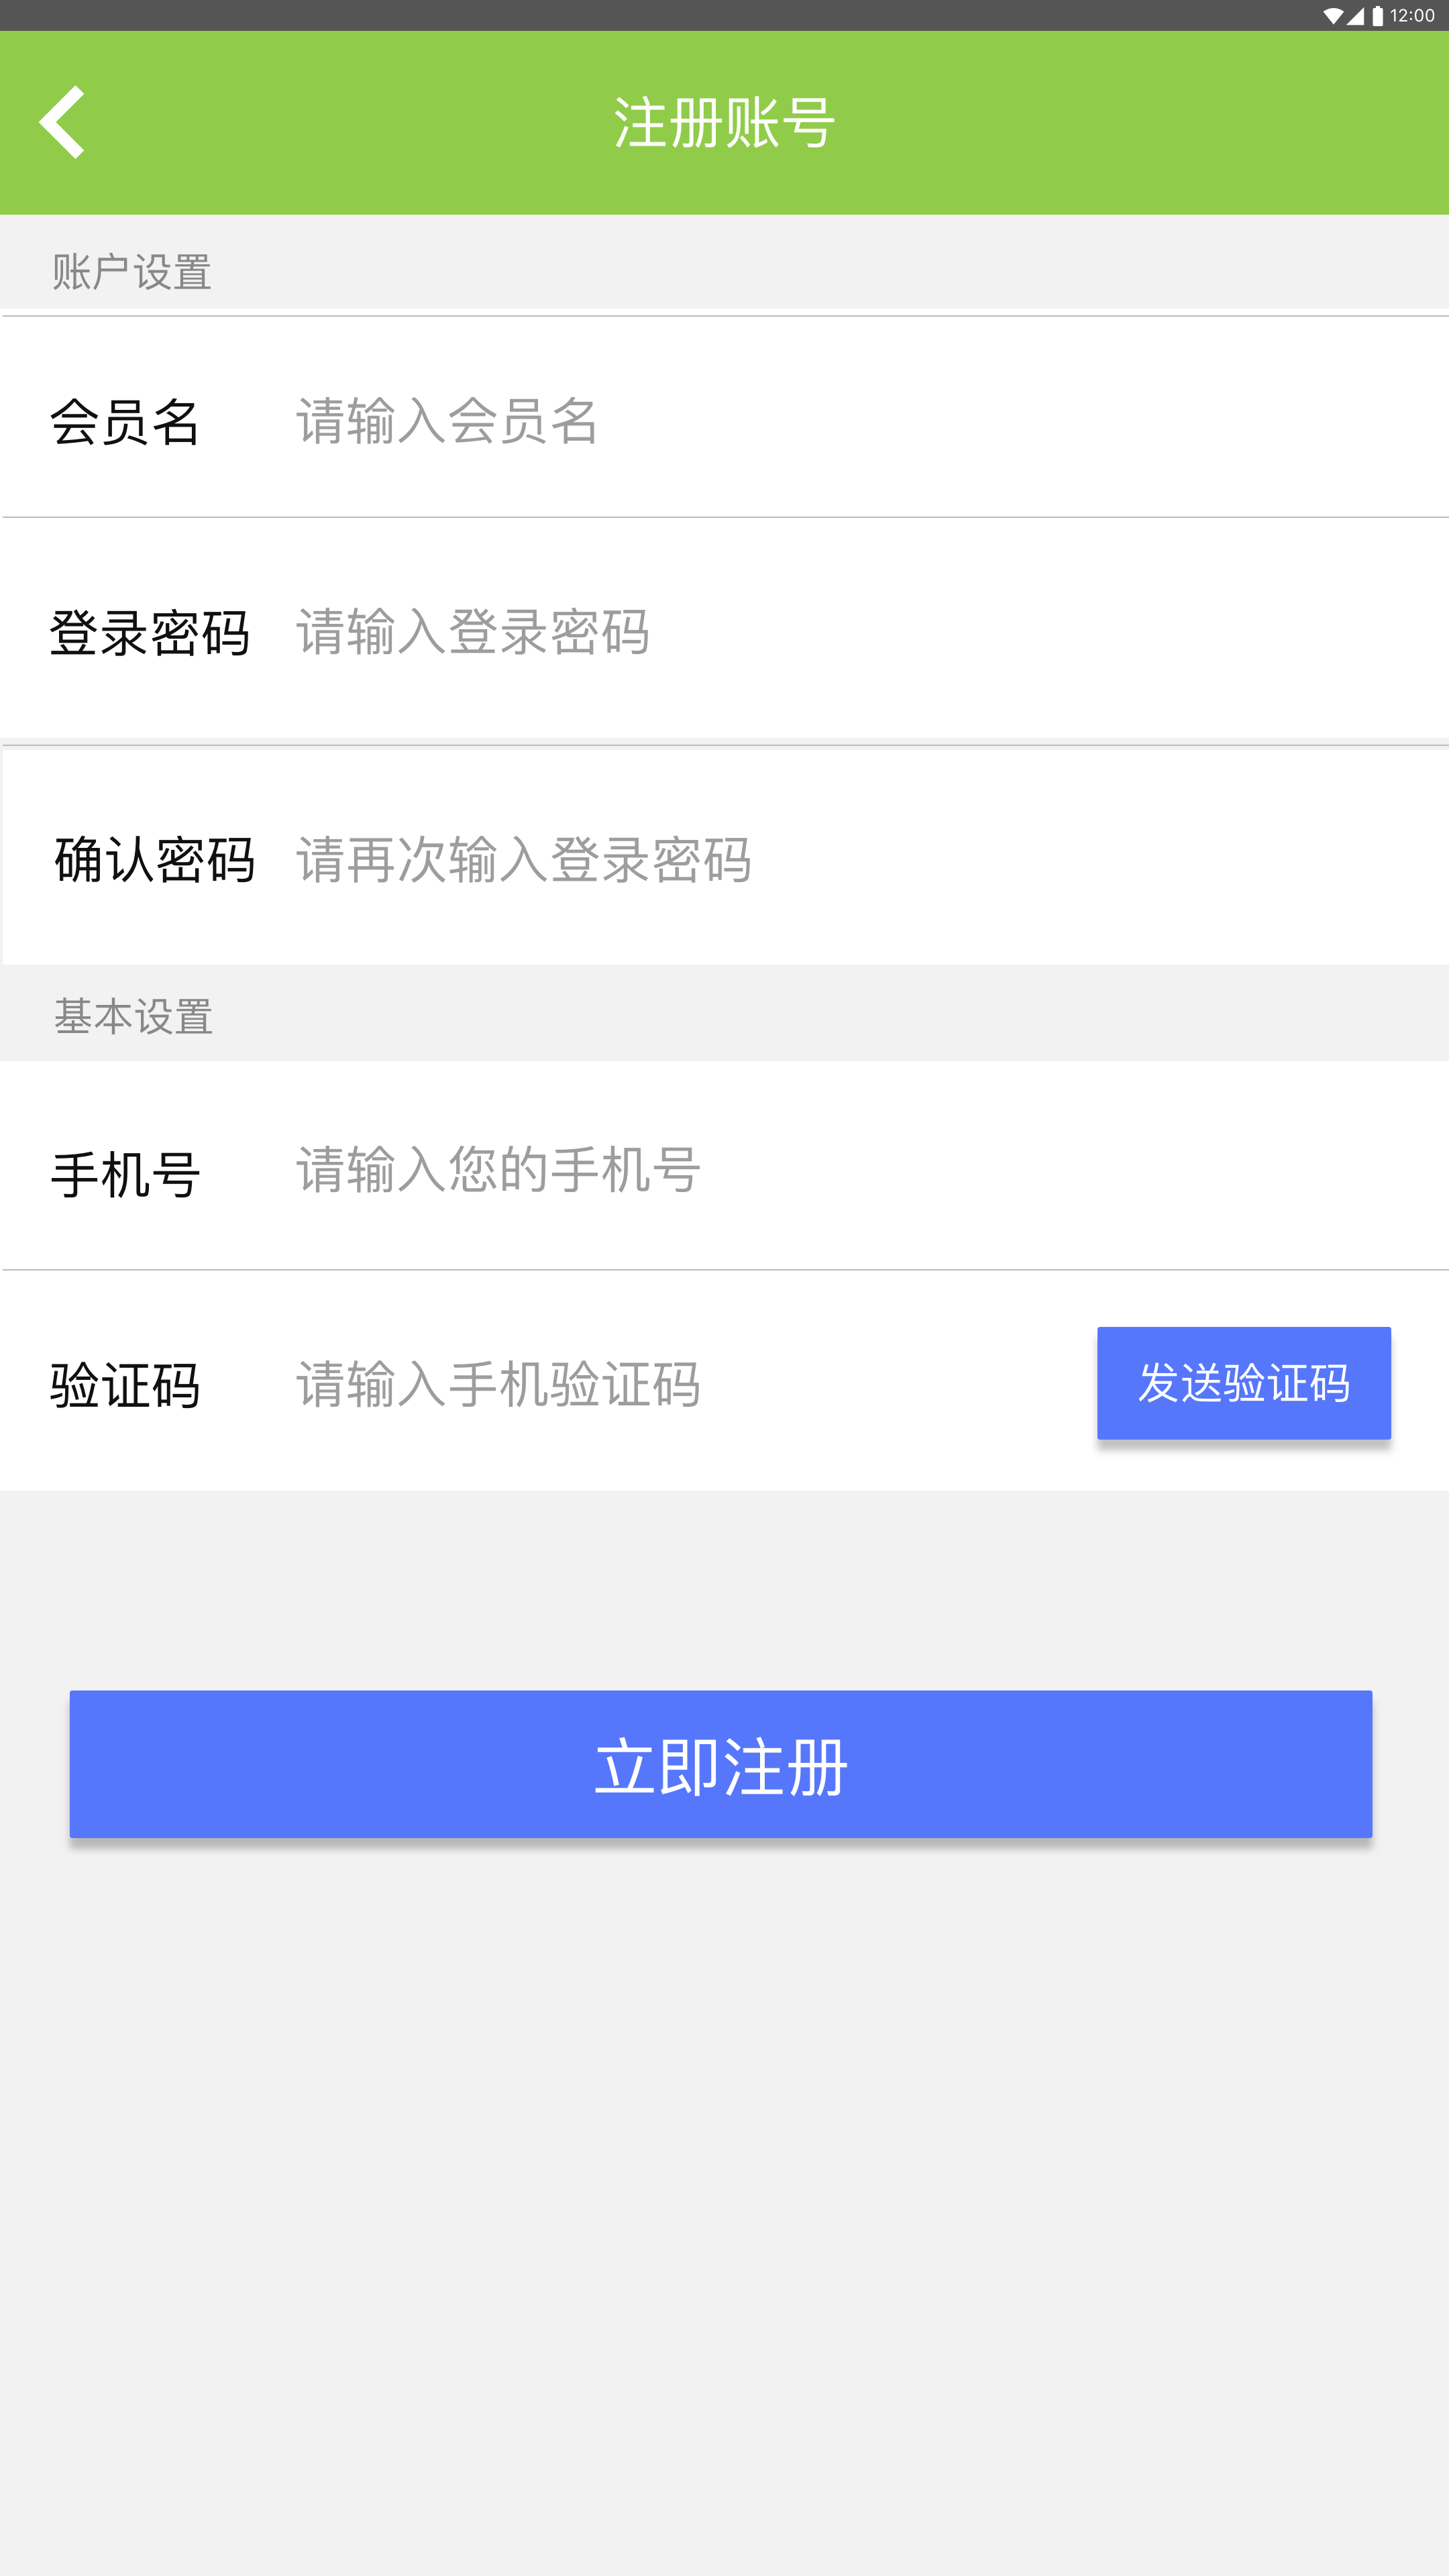 12:00
注册账号
账户设置
会员名 请输入会员名
登录密码 请输入登录密码
确认密码 请再次输入登录密码
基本设置
手机号 请输入您的手机号
验证码 请输入手机验证码 发送验证码
立即注册